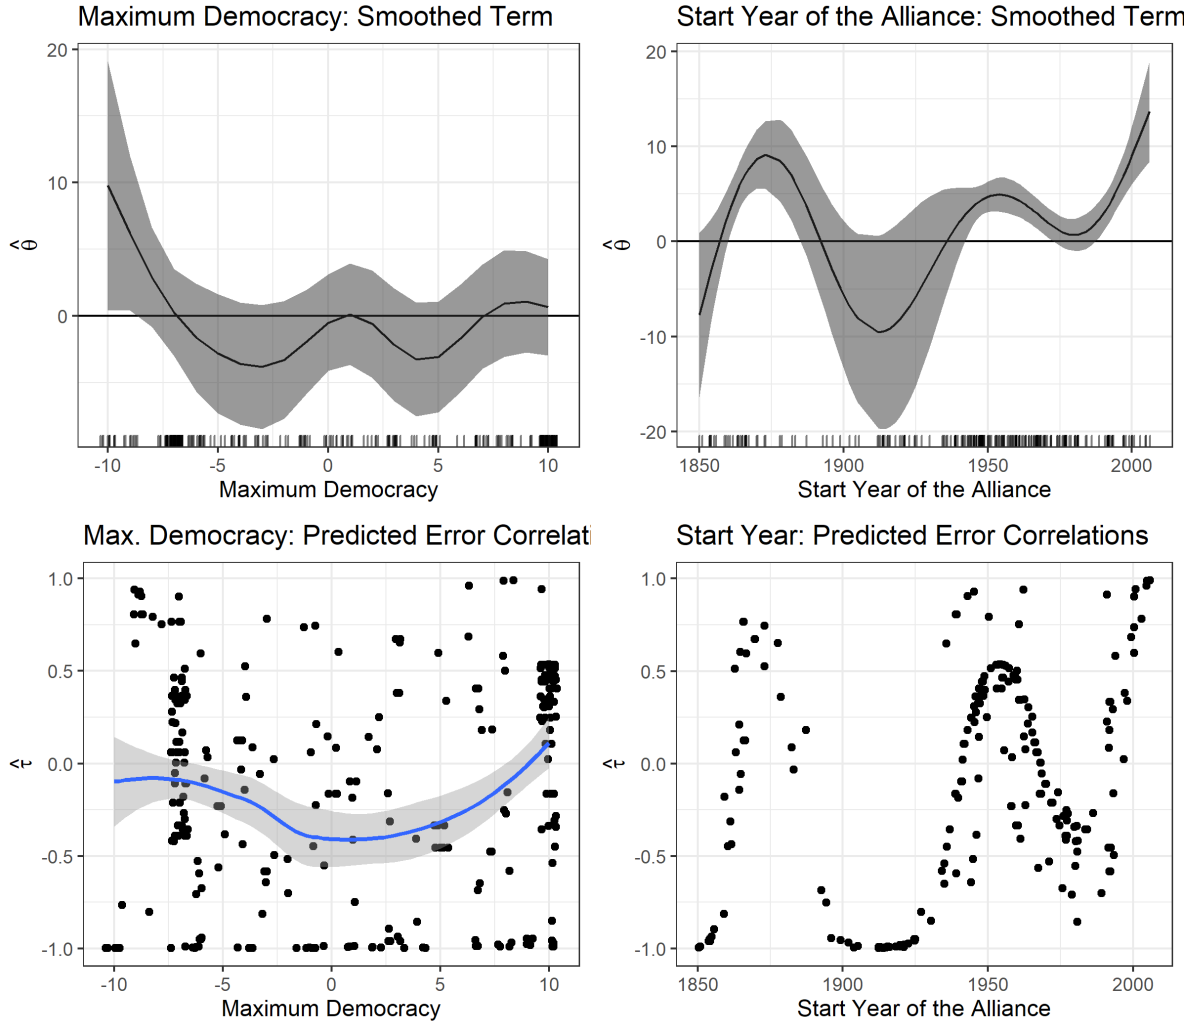 Maximum Democracy: Smoothed Term
20
10
0
θ̂
-10 -5 0 5 10
Maximum Democracy
Start Year of the Alliance: Smoothed Term
20
10
0
-10
-20
θ̂
1850 1900 1950 2000
Start Year of the Alliance
Max. Democracy: Predicted Error Correlati
1.0
0.5
0.0
-0.5
-1.0
τ̂
-10 -5 0 5 10
Maximum Democracy
Start Year: Predicted Error Correlations
1.0
0.5
0.0
-0.5
-1.0
τ̂
1850 1900 1950 2000
Start Year of the Alliance